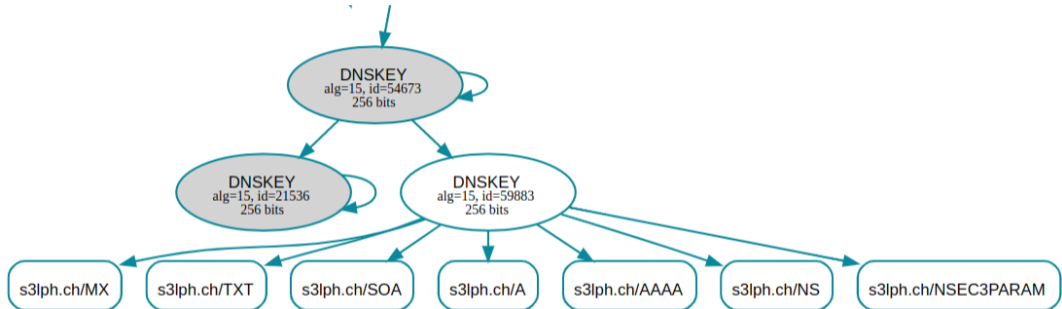 DNSKEY
alg=15, id=54673
256 bits
DNSKEY
alg=15, id=21536
256 bits
DNSKEY
alg=15, id=59883
256 bits
s3lph.ch/MX
s3lph.ch/TXT
s3lph.ch/SOA
s3lph.ch/A
s3lph.ch/AAAA
s3lph.ch/NS
s3lph.ch/NSEC3PARAM